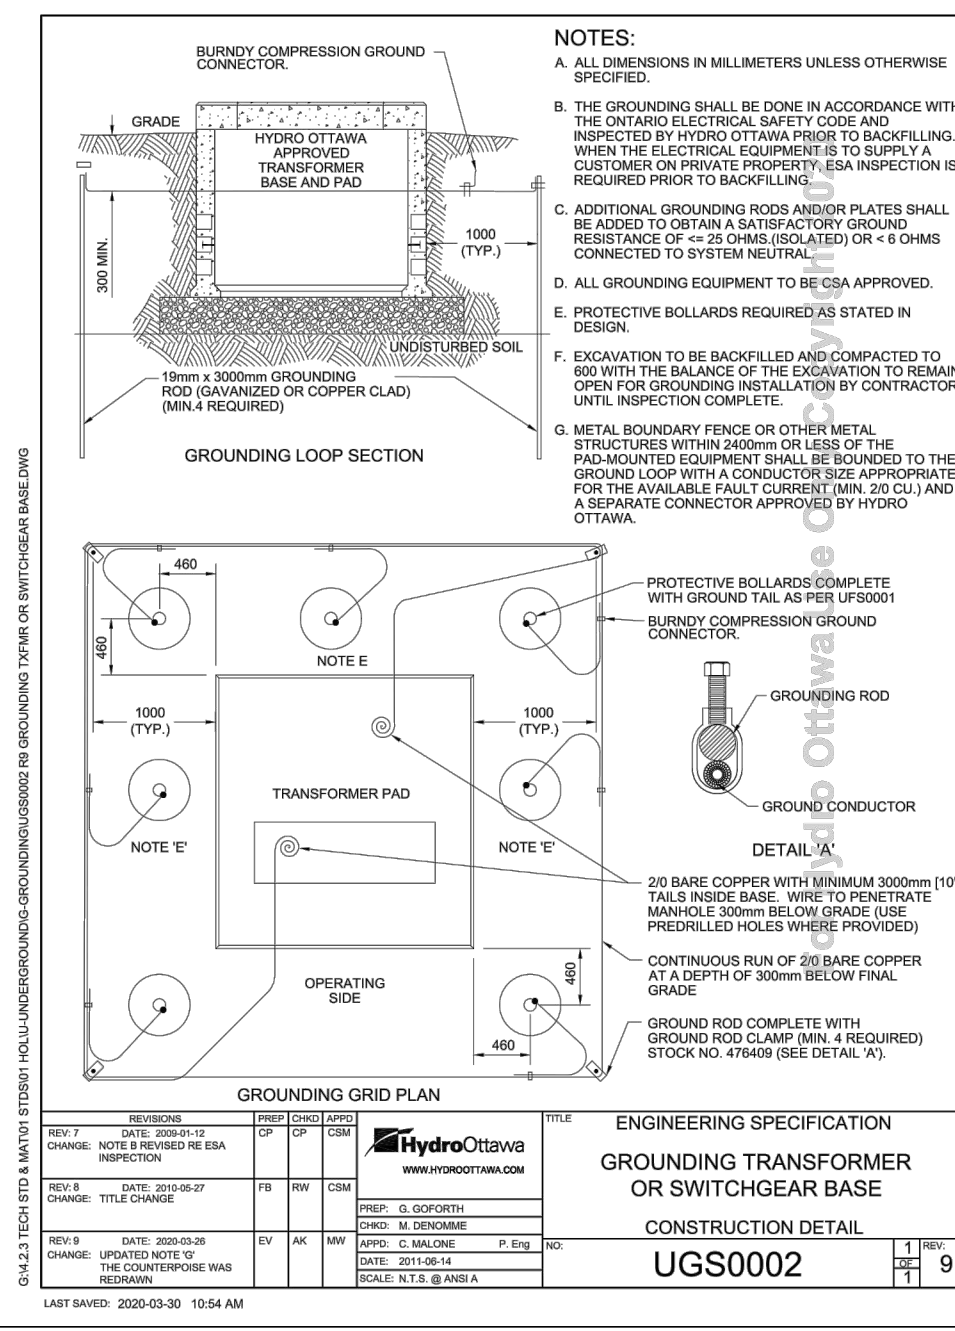 BURNDY COMPRESSION GROUND
CONNECTOR.
GRADE
HYDRO OTTAWA
APPROVED
TRANSFORMER
BASE AND PAD
300 MIN.
1000
(TYP.)
UNDISTURBED SOIL
19mm x 3000mm GROUNDING
ROD (GAVANIZED OR COPPER CLAD)
(MIN.4 REQUIRED)
GROUNDING LOOP SECTION
NOTES:
A. ALL DIMENSIONS IN MILLIMETERS UNLESS OTHERWISE
SPECIFIED.
B. THE GROUNDING SHALL BE DONE IN ACCORDANCE WITH
THE ONTARIO ELECTRICAL SAFETY CODE AND
INSPECTED BY HYDRO OTTAWA PRIOR TO BACKFILLING.
WHEN THE ELECTRICAL EQUIPMENT IS TO SUPPLY A
CUSTOMER ON PRIVATE PROPERTY, ESA INSPECTION IS
REQUIRED PRIOR TO BACKFILLING.
C. ADDITIONAL GROUNDING RODS AND/OR PLATES SHALL
BE ADDED TO OBTAIN A SATISFACTORY GROUND
RESISTANCE OF <= 25 OHMS.(ISOLATED) OR < 6 OHMS
CONNECTED TO SYSTEM NEUTRAL.
D. ALL GROUNDING EQUIPMENT TO BE CSA APPROVED.
E. PROTECTIVE BOLLARDS REQUIRED AS STATED IN
DESIGN.
F. EXCAVATION TO BE BACKFILLED AND COMPACTED TO
600 WITH THE BALANCE OF THE EXCAVATION TO REMAIN
OPEN FOR GROUNDING INSTALLATION BY CONTRACTOR
UNTIL INSPECTION COMPLETE.
G. METAL BOUNDARY FENCE OR OTHER METAL
STRUCTURES WITHIN 2400mm OR LESS OF THE
PAD-MOUNTED EQUIPMENT SHALL BE BOUNDED TO THE
GROUND LOOP WITH A CONDUCTOR SIZE APPROPRIATE
FOR THE AVAILABLE FAULT CURRENT (MIN. 2/0 CU.) AND
A SEPARATE CONNECTOR APPROVED BY HYDRO
OTTAWA.
460
460
NOTE E
1000
(TYP.)
1000
(TYP.)
TRANSFORMER PAD
NOTE 'E'
NOTE 'E'
OPERATING
SIDE
460
460
GROUNDING GRID PLAN
PROTECTIVE BOLLARDS COMPLETE
WITH GROUND TAIL AS PER UFS0001
BURNDY COMPRESSION GROUND
CONNECTOR.
GROUNDING ROD
GROUND CONDUCTOR
DETAIL 'A'
2/0 BARE COPPER WITH MINIMUM 3000mm [10'
TAILS INSIDE BASE. WIRE TO PENETRATE
MANHOLE 300mm BELOW GRADE (USE
PREDRILLED HOLES WHERE PROVIDED)
CONTINUOUS RUN OF 2/0 BARE COPPER
AT A DEPTH OF 300mm BELOW FINAL
GRADE
GROUND ROD COMPLETE WITH
GROUND ROD CLAMP (MIN. 4 REQUIRED)
STOCK NO. 476409 (SEE DETAIL 'A').
For Hydro Ottawa Use Only Copyright
G:\4.2.3 TECH STD & MAT\01 STDS\01 HOL\U-UNDERGROUND\G-GROUNDING\UGS0002 R9 GROUNDING TXFMR OR SWITCHGEAR BASE.DWG
REVISIONS PREP CHKD APPD
REV: 7 DATE: 2009-01-12 CP CP CSM
CHANGE: NOTE B REVISED RE ESA
INSPECTION
REV: 8 DATE: 2010-05-27 FB RW CSM
CHANGE: TITLE CHANGE
REV: 9 DATE: 2020-03-26 EV AK MW
CHANGE: UPDATED NOTE 'G'
THE COUNTERPOISE WAS
REDRAWN
HydroOttawa
WWW.HYDROOTTAWA.COM
PREP: G. GOFORTH
CHKD: M. DENOMME
APPD: C. MALONE P. Eng
DATE: 2011-06-14
SCALE: N.T.S. @ ANSI A
TITLE
ENGINEERING SPECIFICATION
GROUNDING TRANSFORMER
OR SWITCHGEAR BASE
CONSTRUCTION DETAIL
NO:
UGS0002
1
OF
1
REV:
9
LAST SAVED: 2020-03-30 10:54 AM